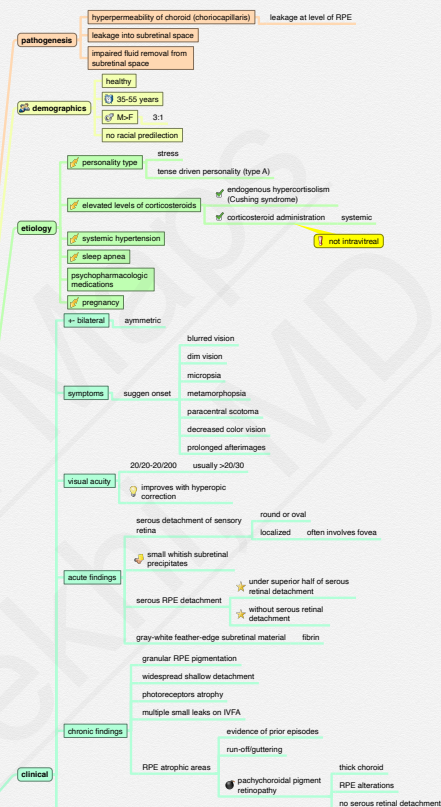 pathogenesis
hyperpermeability of choroid (choriocapillaris)
leakage at level of RPE
leakage into subretinal space
impaired fluid removal from
subretinal space
demographics
healthy
35-55 years
M>F
3:1
no racial predilection
etiology
personality type
stress
tense driven personality (type A)
elevated levels of corticosteroids
endogenous hypercortisolism
(Cushing syndrome)
corticosteroid administration
systemic
not intravitreal
systemic hypertension
sleep apnea
psychopharmacologic
medications
pregnancy
clinical
+- bilateral
asymmetric
symptoms
suggen onset
blurred vision
dim vision
micropsia
metamorphopsia
paracentral scotoma
decreased color vision
prolonged afterimages
visual acuity
20/20-20/200
usually >20/30
improves with hyperopic
correction
acute findings
serous detachment of sensory
retina
round or oval
localized
often involves fovea
small whitish subretinal
precipitates
serous RPE detachment
under superior half of serous
retinal detachment
without serous retinal
detachment
gray-white feather-edge subretinal material
fibrin
chronic findings
granular RPE pigmentation
widespread shallow detachment
photoreceptors atrophy
multiple small leaks on IVFA
RPE atrophic areas
evidence of prior episodes
run-off/guttering
pachychoroidal pigment
retinopathy
thick choroid
RPE alterations
no serous retinal detachment
Maps
MD